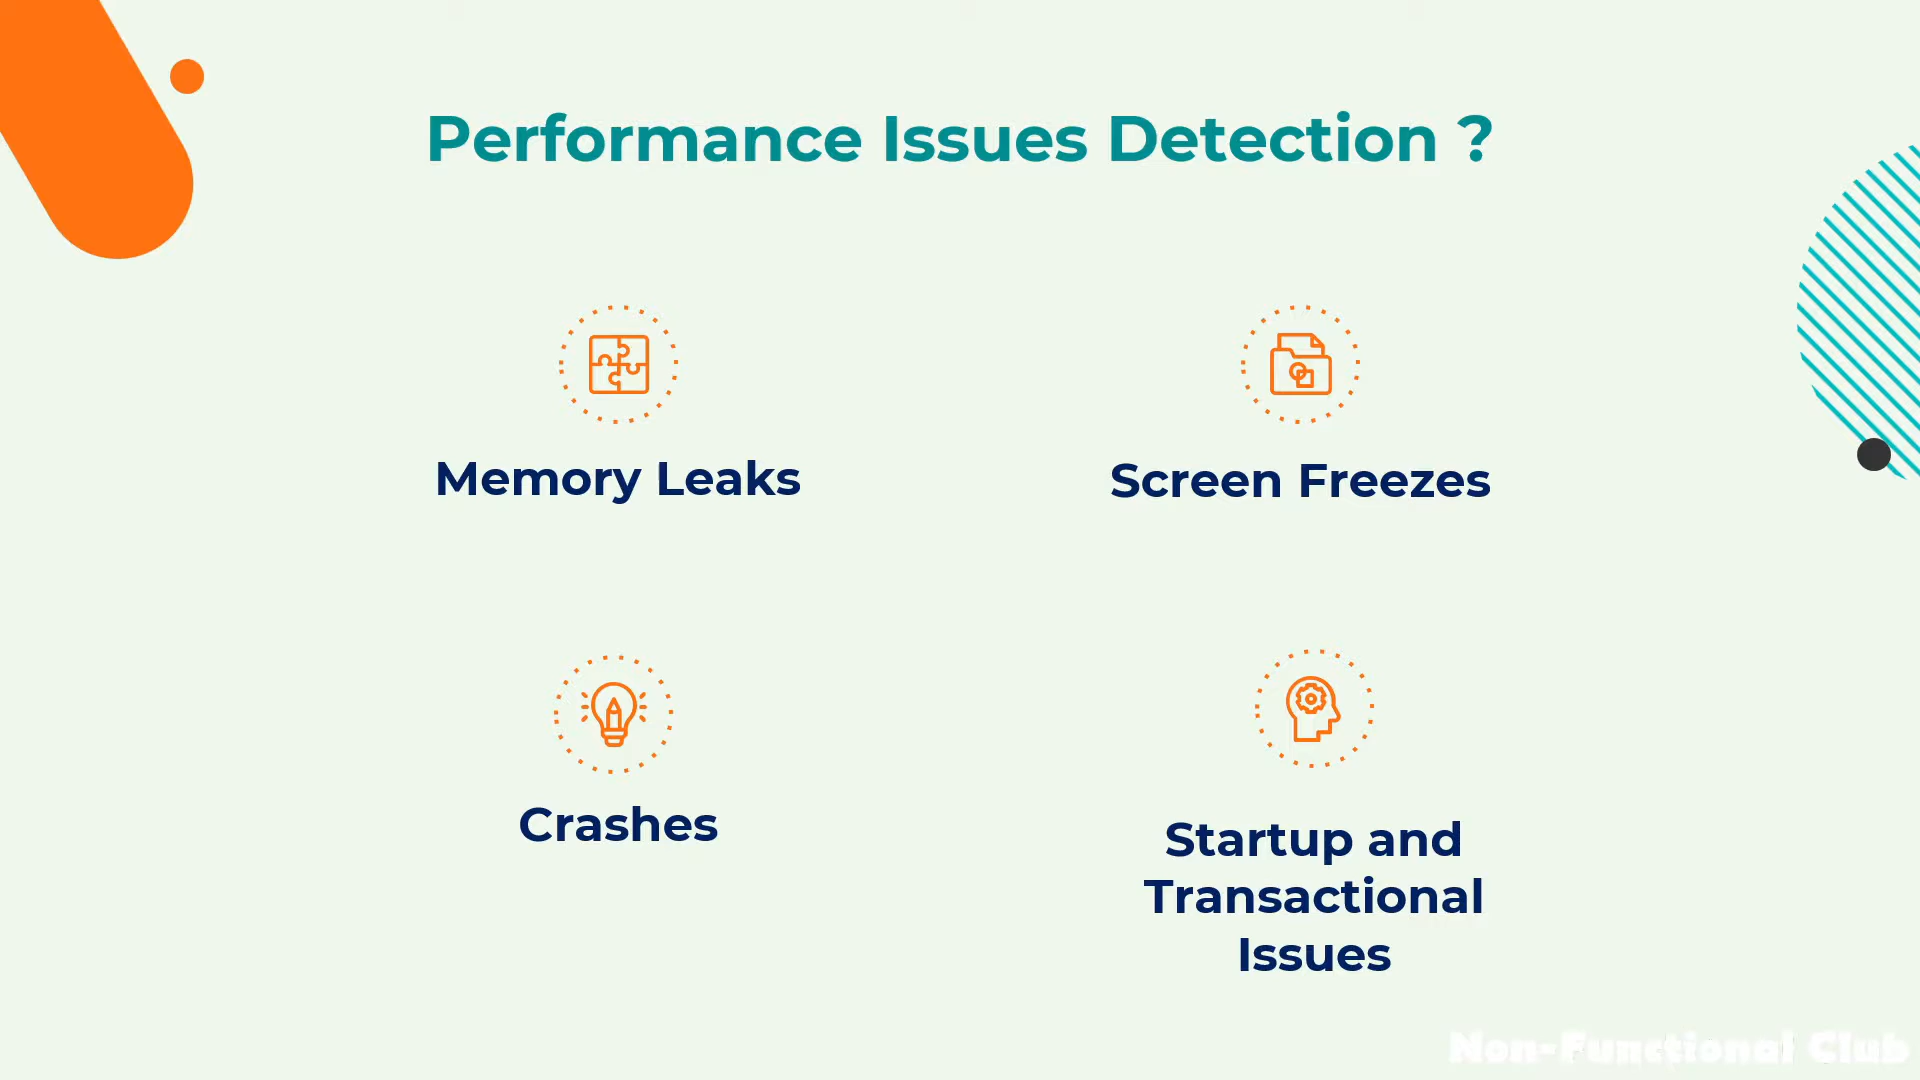 Performance Issues Detection ?
Memory Leaks
Screen Freezes
Crashes
Startup and
Transactional
Issues
Non-Functional Club